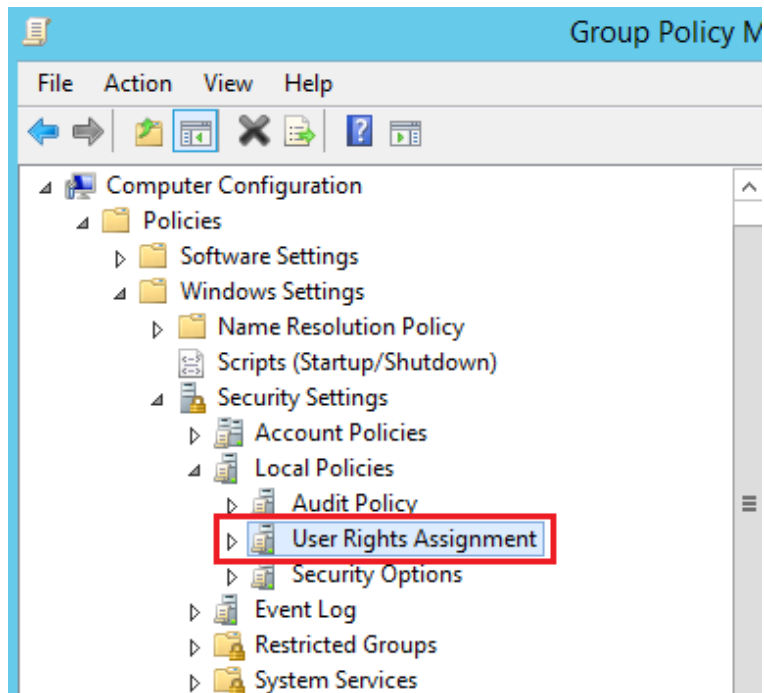 Group Policy M
File Action View Help
Computer Configuration
Policies
Software Settings
Windows Settings
Name Resolution Policy
Scripts (Startup/Shutdown)
Security Settings
Account Policies
Local Policies
Audit Policy
User Rights Assignment
Security Options
Event Log
Restricted Groups
System Services